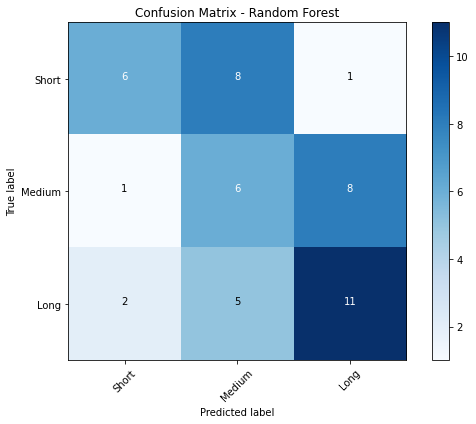 Confusion Matrix - Random Forest
True label
Short
Medium
Long
6 8 1
1 6 8
2 5 11
Short Medium Long
Predicted label
10
8
6
4
2